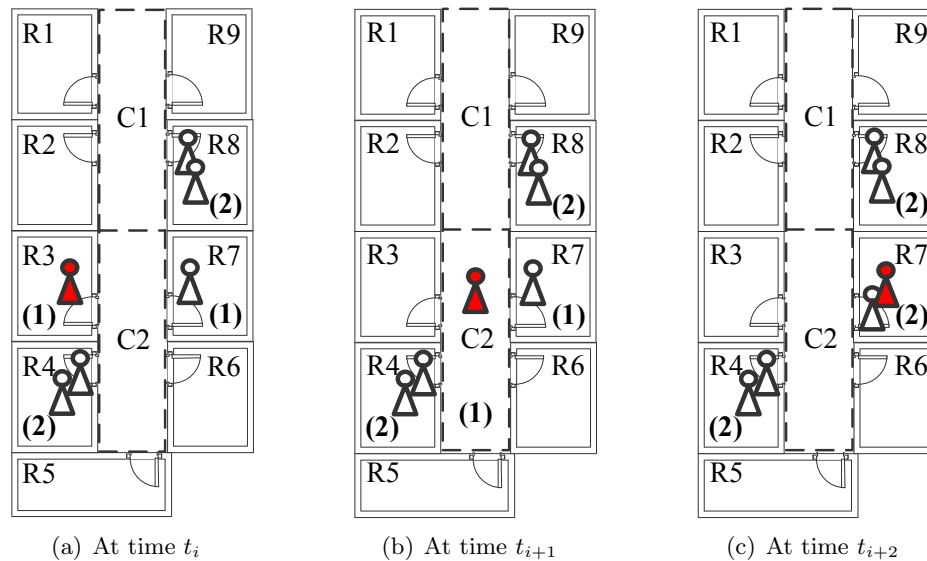 R1 R9
C1
R2 R8
(2)
R3 R7
(1) (1)
C2
R4 R6
(2)
R5
(a) At time t_i
R1 R9
C1
R2 R8
(2)
R3 R7
(1)
C2
R4 R6
(2) (1)
R5
(b) At time t_{i+1}
R1 R9
C1
R2 R8
(2)
R3 R7
(2)
C2
R4 R6
(2)
R5
(c) At time t_{i+2}